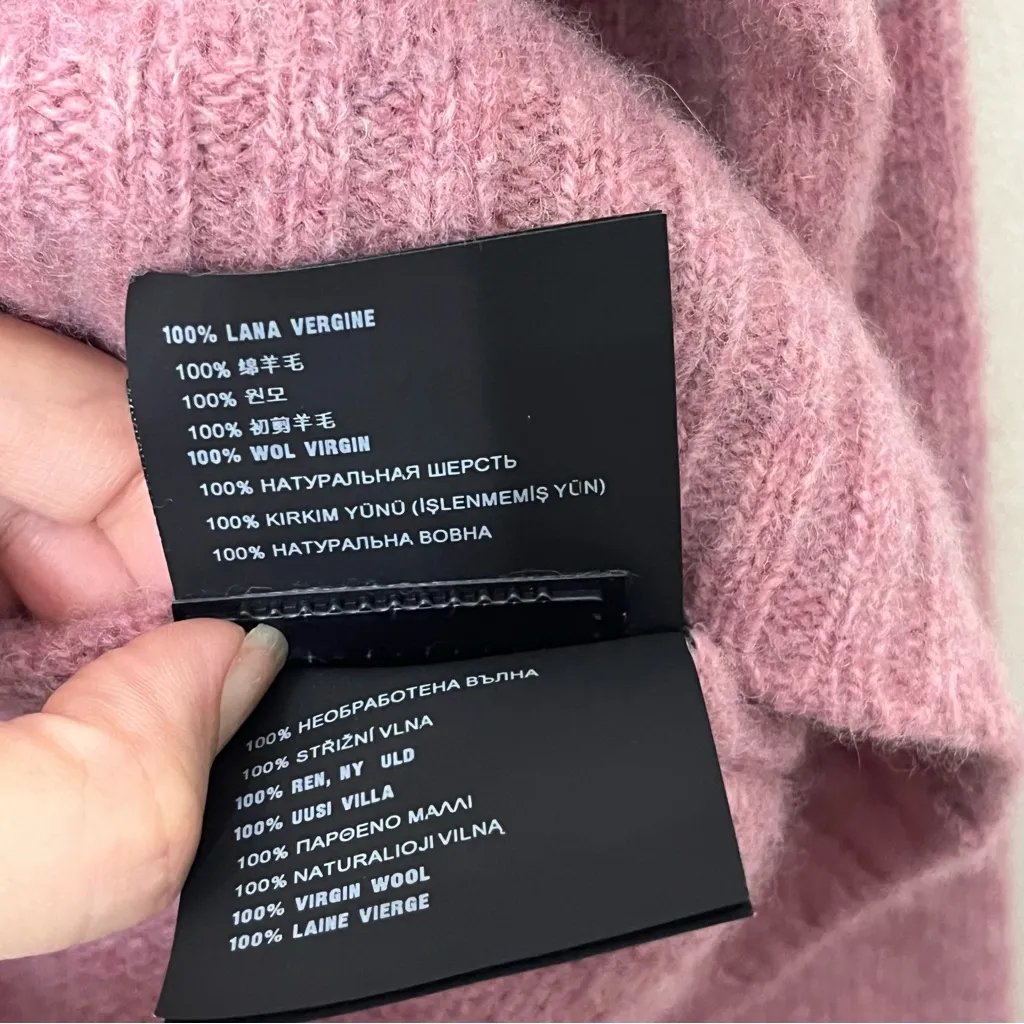 100% LANA VERGINE
100% 绵羊毛
100% 원모
100% 初剪羊毛
100% WOL VIRGIN
100% НАТУРАЛЬНАЯ ШЕРСТЬ
100% KIRKIM YÜNÜ (İŞLENMEMİŞ YÜN)
100% НАТУРАЛЬНА ВОВНА
100% НЕОБРАБОТЕНА ВЪЛНА
100% STŘIŽNÍ VLNA
100% REN, NY ULD
100% UUSI VILLA
100% ΠΑΡΘΕΝΟ ΜΑΛΛΙ
100% NATURALIOJI VILNĄ
100% VIRGIN WOOL
100% LAINE VIERGE